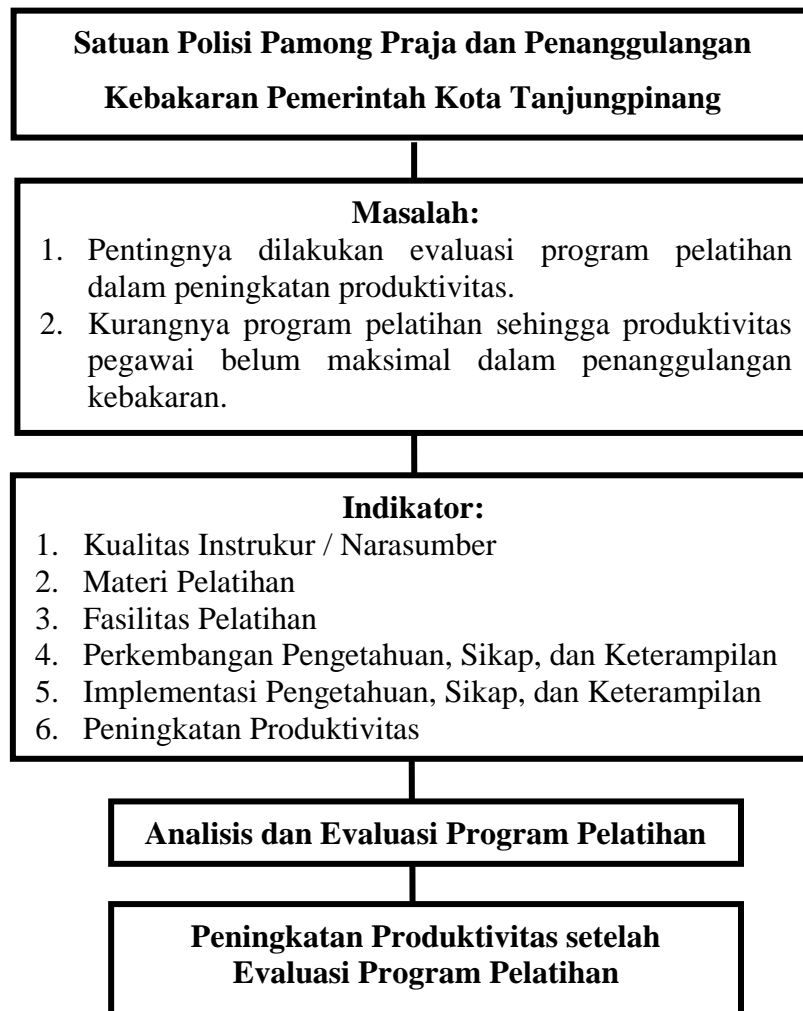 Satuan Polisi Pamong Praja dan Penanggulangan
Kebakaran Pemerintah Kota Tanjungpinang
Masalah:
1. Pentingnya dilakukan evaluasi program pelatihan
dalam peningkatan produktivitas.
2. Kurangnya program pelatihan sehingga produktivitas
pegawai belum maksimal dalam penanggulangan
kebakaran.
Indikator:
1. Kualitas Instrukur / Narasumber
2. Materi Pelatihan
3. Fasilitas Pelatihan
4. Perkembangan Pengetahuan, Sikap, dan Keterampilan
5. Implementasi Pengetahuan, Sikap, dan Keterampilan
6. Peningkatan Produktivitas
Analisis dan Evaluasi Program Pelatihan
Peningkatan Produktivitas setelah
Evaluasi Program Pelatihan